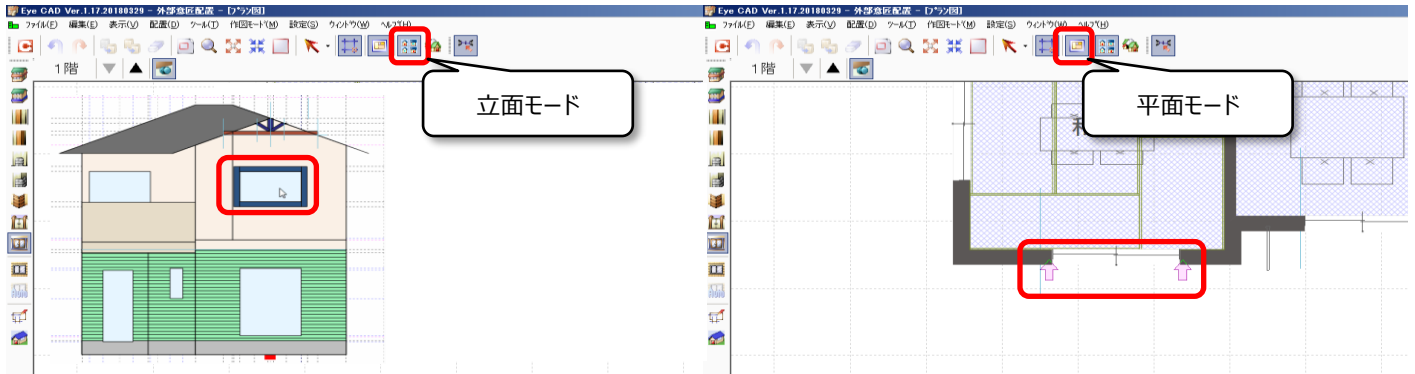 Eye CAD Ver.1.17.20180329 - 外部意匠配置 - [プラン図]
ファイル(F) 編集(E) 表示(V) 配置(D) ツール(T) 作図モード(M) 設定(S) ウィンドウ(W) ヘルプ(H)
1階
立面モード
Eye CAD Ver.1.17.20180329 - 外部意匠配置 - [プラン図]
ファイル(F) 編集(E) 表示(V) 配置(D) ツール(T) 作図モード(M) 設定(S) ウィンドウ(W) ヘルプ(H)
1階
平面モード